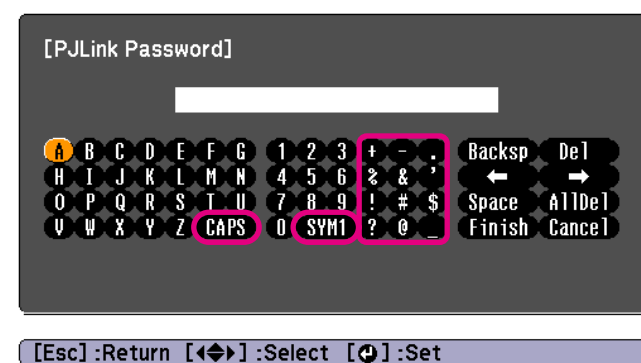 [PJLink Password]
A B C D E F G 1 2 3 + - . Backsp Del
H I J K L M N 4 5 6 % & ' ← →
O P Q R S T U 7 8 9 ! # $ Space AllDel
V W X Y Z CAPS 0 SYM1 ? @ _ Finish Cancel
[Esc] :Return [◆] :Select [⏎] :Set